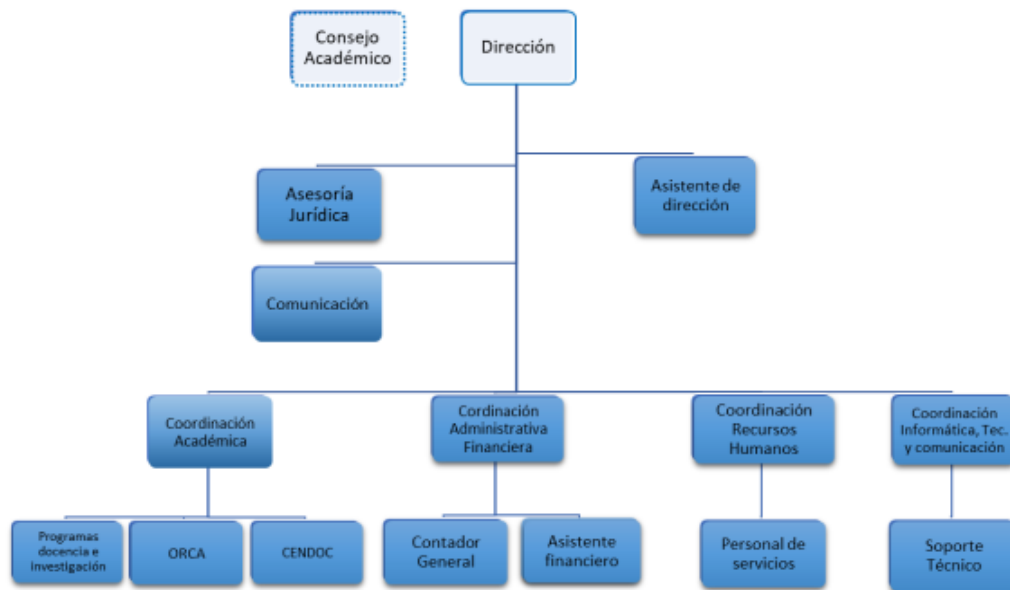 Consejo
Académico
Dirección
Asesoría
Jurídica
Asistente de
dirección
Comunicación
Coordinación
Académica
Cordinación
Administrativa
Financiera
Coordinación
Recursos
Humanos
Coordinación
Informática, Tec.
y comunicación
Programas
docencia e
investigación
ORCA
CENDOC
Contador
General
Asistente
financiero
Personal de
servicios
Soporte
Técnico